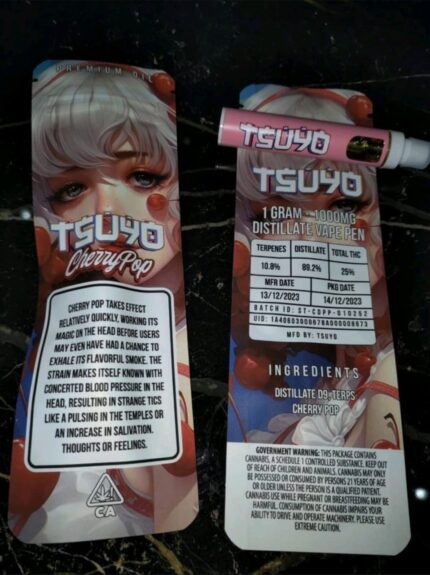 PREMIUM OIL
TSUYO
Cherry Pop
CHERRY POP TAKES EFFECT
RELATIVELY QUICKLY, WORKING ITS
MAGIC ON THE HEAD BEFORE USERS
MAY EVEN HAVE HAD A CHANCE TO
EXHALE ITS FLAVORFUL SMOKE. THE
STRAIN MAKES ITSELF KNOWN WITH
CONCERTED BLOOD PRESSURE IN THE
HEAD, RESULTING IN STRANGE TICS
LIKE A PULSING IN THE TEMPLES OR
AN INCREASE IN SALIVATION.
THOUGHTS OR FEELINGS.
CA
TSUYO
TSUYO
1 GRAM - 1000MG
DISTILLATE VAPE PEN
TERPENES DISTILLATE TOTAL THC
10.8% 89.2% 25%
MFR DATE PKG DATE
13/12/2023 14/12/2023
BATCH ID: ST-COPP-G10252
MFD BY: TSUYO
INGREDIENTS
DISTILLATE D9, TERPS
CHERRY POP
GOVERNMENT WARNING: THIS PACKAGE CONTAINS
CANNABIS, A SCHEDULE 1 CONTROLLED SUBSTANCE. KEEP OUT
OF REACH OF CHILDREN AND ANIMALS. CANNABIS MAY ONLY
BE POSSESSED OR CONSUMED BY PERSONS 21 YEARS OF AGE
OR OLDER UNLESS THE PERSON IS A QUALIFIED PATIENT.
CANNABIS USE WHILE PREGNANT OR BREASTFEEDING MAY BE
HARMFUL. CONSUMPTION OF CANNABIS IMPAIRS YOUR
ABILITY TO DRIVE AND OPERATE MACHINERY. PLEASE USE
EXTREME CAUTION.